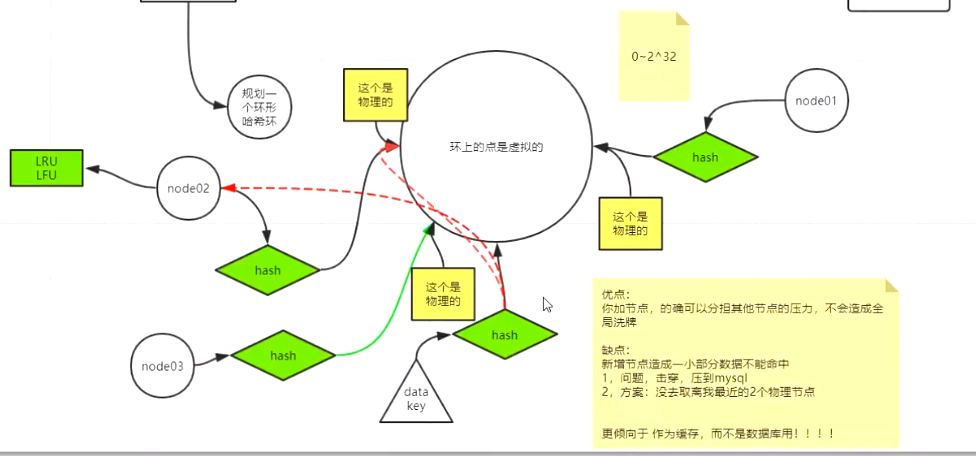 0~2^32
这个是
物理的
规划一
个环形
哈希环
node01
环上的点是虚拟的
hash
LRU
LFU
node02
这个是
物理的
hash
这个是
物理的
优点：
你加节点，的确可以分担其他节点的压力，不会造成全
局洗牌
缺点：
新增节点造成一小部分数据不能命中
1，问题，击穿，压到mysql
2，方案：没去取离我最近的2个物理节点
更倾向于 作为缓存，而不是数据库用！！！！
hash
hash
node03
data
key